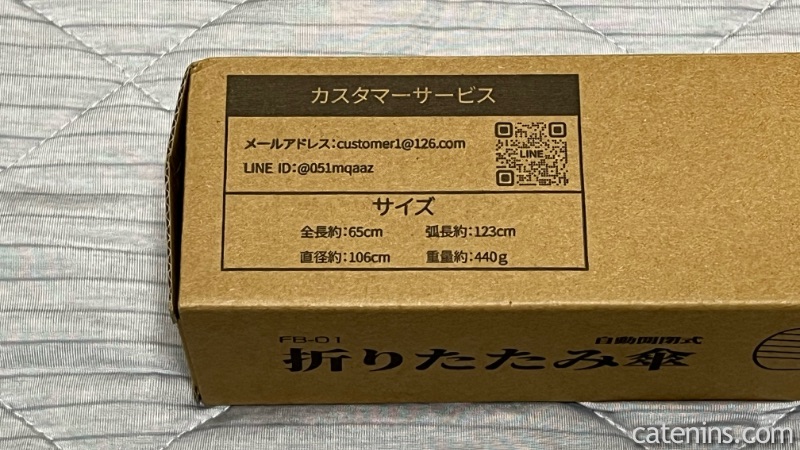 カスタマーサービス
メールアドレス：customer1@126.com
LINE ID：@051mqaaz
LINE
サイズ
全長約：65cm 弧長約：123cm
直径約：106cm 重量約：440g
FB-01 自動開閉式
折りたたみ傘
catenins.com